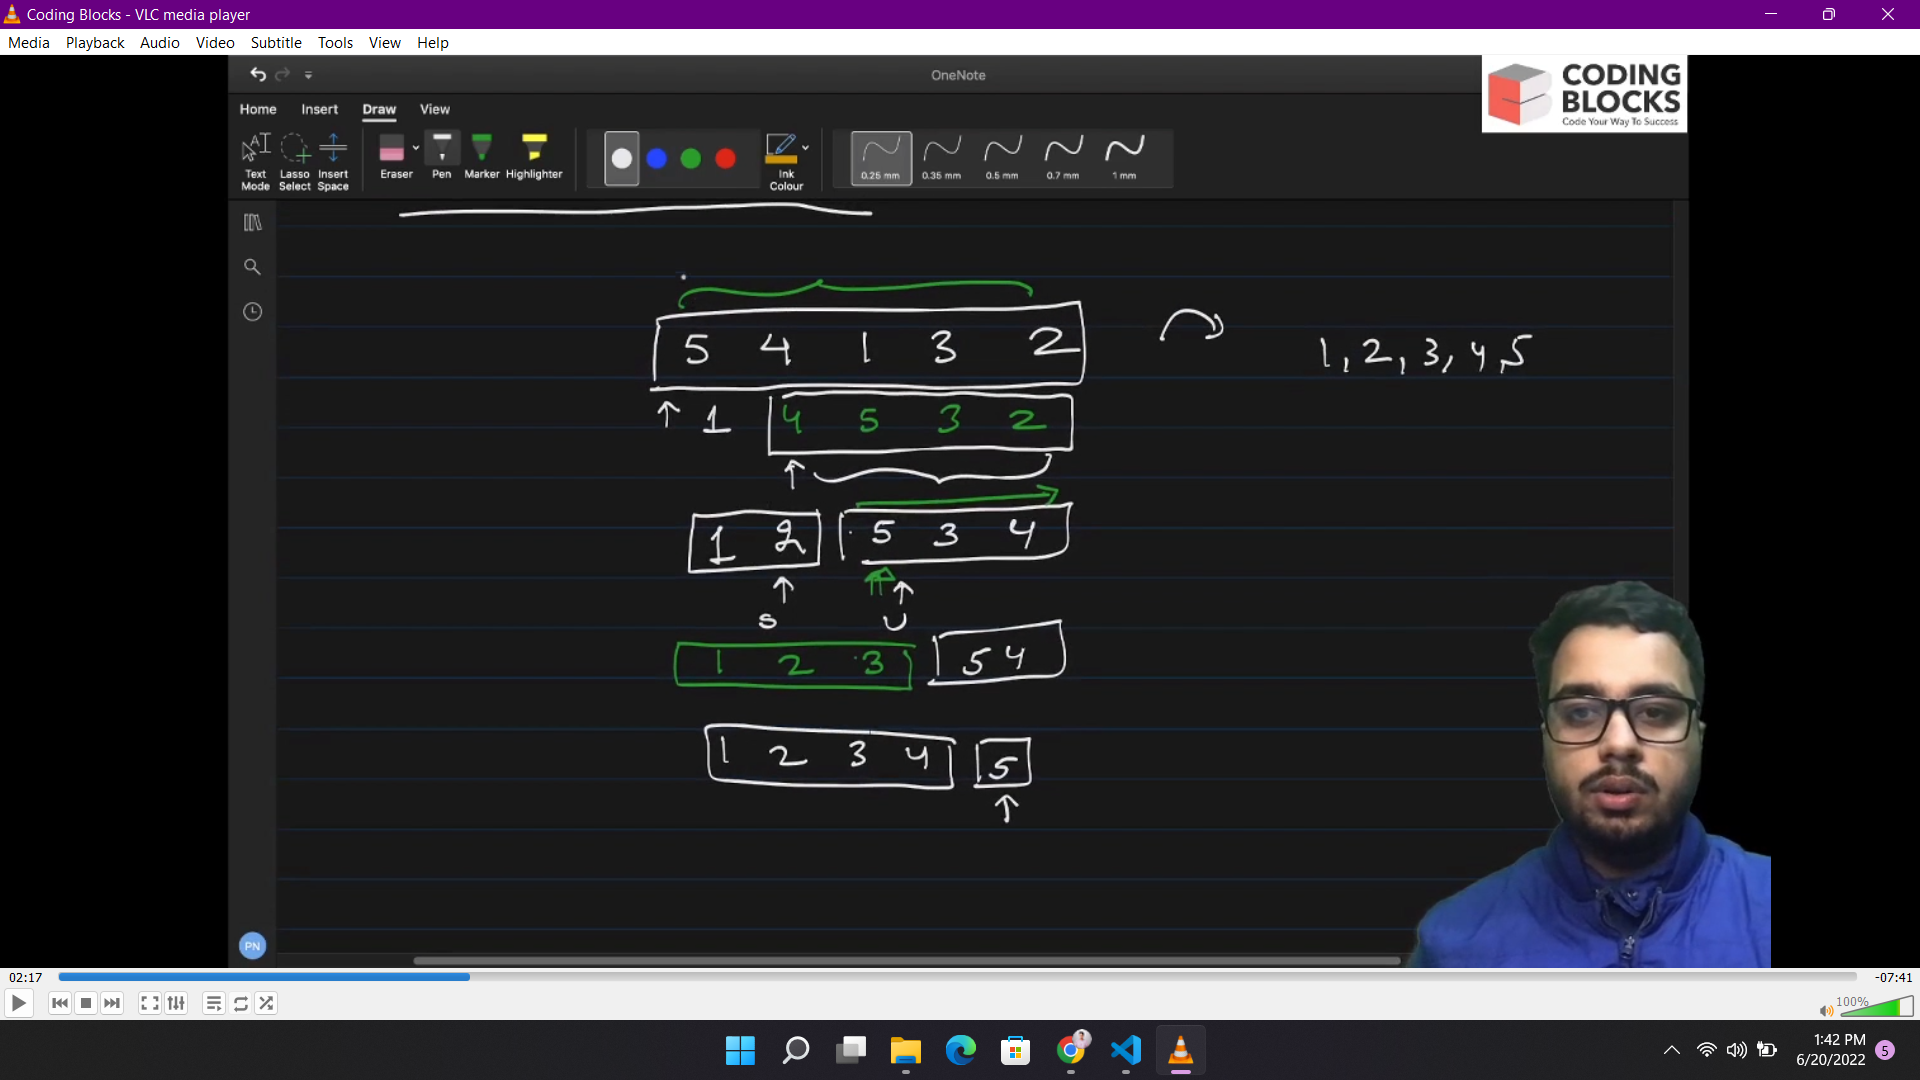 Coding Blocks - VLC media player
Media Playback Audio Video Subtitle Tools View Help
OneNote
CODING
BLOCKS
Code Your Way To Success
Home Insert Draw View
Text Mode
Lasso Select
Insert Space
Eraser
Pen
Marker
Highlighter
Ink Colour
0.25 mm 0.35 mm 0.5 mm 0.7 mm 1 mm
5 4 1 3 2
1, 2, 3, 4, 5
1 4 5 3 2
1 2 5 3 4
S U
1 2 3 5 4
1 2 3 4 5
PN
02:17
-07:41
100%
1:42 PM
6/20/2022
5